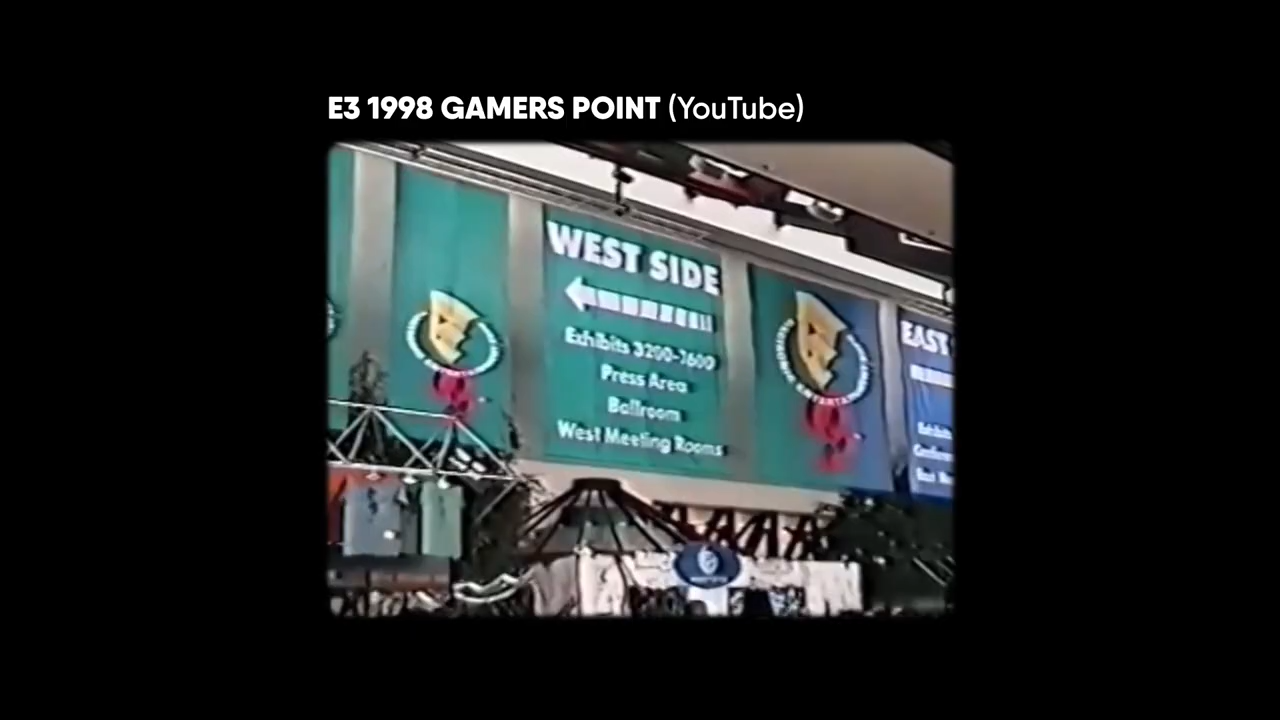 E3 1998 GAMERS POINT (YouTube)
WEST SIDE
Exhibits 3200-7600
Press Area
Ballroom
West Meeting Rooms
EAST